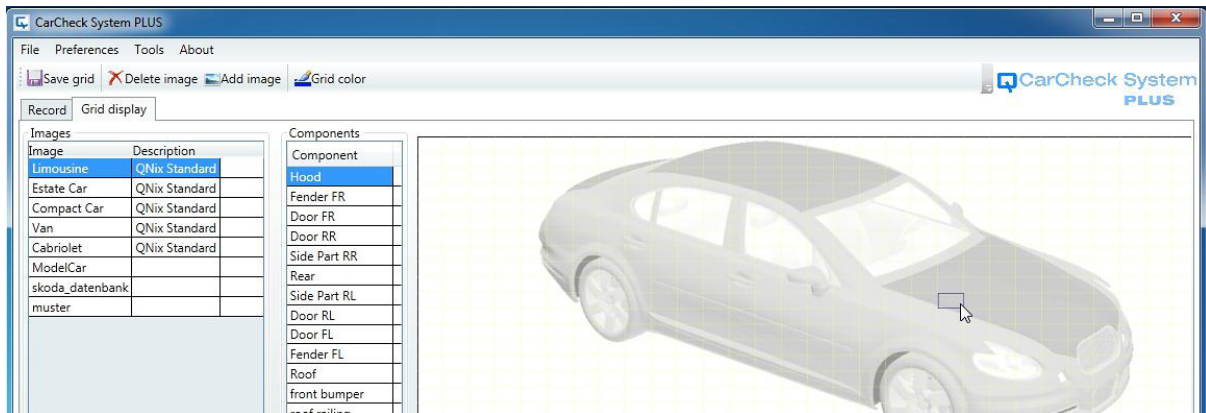 CarCheck System PLUS
File Preferences Tools About
Save grid Delete image Add image Grid color
CarCheck System
PLUS
Record Grid display
Images Components
Image Description Component
Limousine QNix Standard Hood
Estate Car QNix Standard Fender FR
Compact Car QNix Standard Door FR
Van QNix Standard Door RR
Cabriolet QNix Standard Side Part RR
ModelCar Rear
skoda_datenbank Side Part RL
muster Door RL
Door FL
Fender FL
Roof
front bumper
roof railing